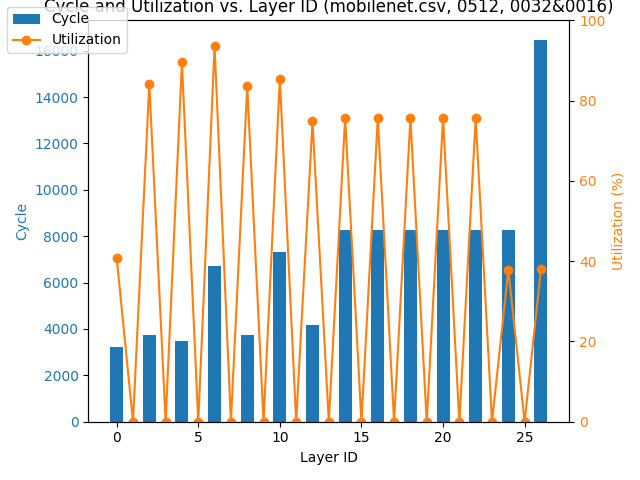 Cycle and Utilization vs. Layer ID (mobilenet.csv, 0512, 0032&0016)
Cycle
Utilization
16000
14000
12000
10000
8000
6000
4000
2000
0
Cycle
100
80
60
40
20
0
Utilization (%)
0 5 10 15 20 25
Layer ID